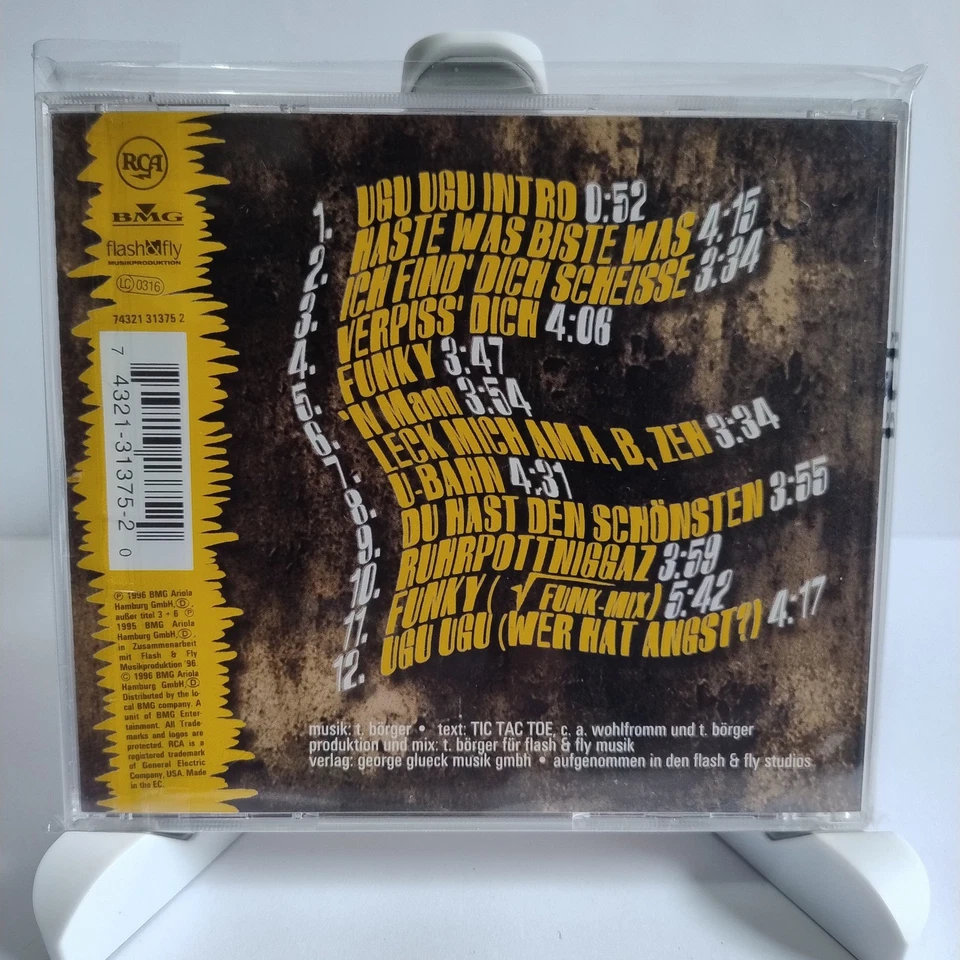 RCA
BMG
flash&fly
MUSIKPRODUKTION
LC 0316
74321 31375 2
7 4321-31375-2 0
℗ 1996 BMG Ariola
Hamburg GmbH, Ⓓ,
außer titel 3 + 6 ℗
1995 BMG Ariola
Hamburg GmbH, Ⓓ,
in Zusammenarbeit
mit Flash & Fly
Musikproduktion '96.
© 1996 BMG Ariola
Hamburg GmbH, Ⓓ
Distributed by the lo-
cal BMG company. A
unit of BMG Enter-
tainment. All Trade-
marks and logos are
protected. RCA is a
registered trademark
of General Electric
Company, USA. Made
in the EC.
1. UGU UGU INTRO 0:52
2. HASTE WAS BISTE WAS 4:15
3. ICH FIND' DICH SCHEISSE 3:34
4. VERPISS' DICH 4:06
5. FUNKY 3:47
6. 'N Mann 3:54
7. LECK MICH AM A, B, ZEH 3:34
8. U-BAHN 4:31
9. DU HAST DEN SCHÖNSTEN 3:55
10. RUHRPOTTNIGGAZ 3:59
11. FUNKY (√FUNK-MIX) 5:42
12. UGU UGU (WER HAT ANGST?) 4:17
musik: t. börger • text: TIC TAC TOE, c. a. wohlfromm und t. börger
produktion und mix: t. börger für flash & fly musik
verlag: george glueck musik gmbh • aufgenommen in den flash & fly studios